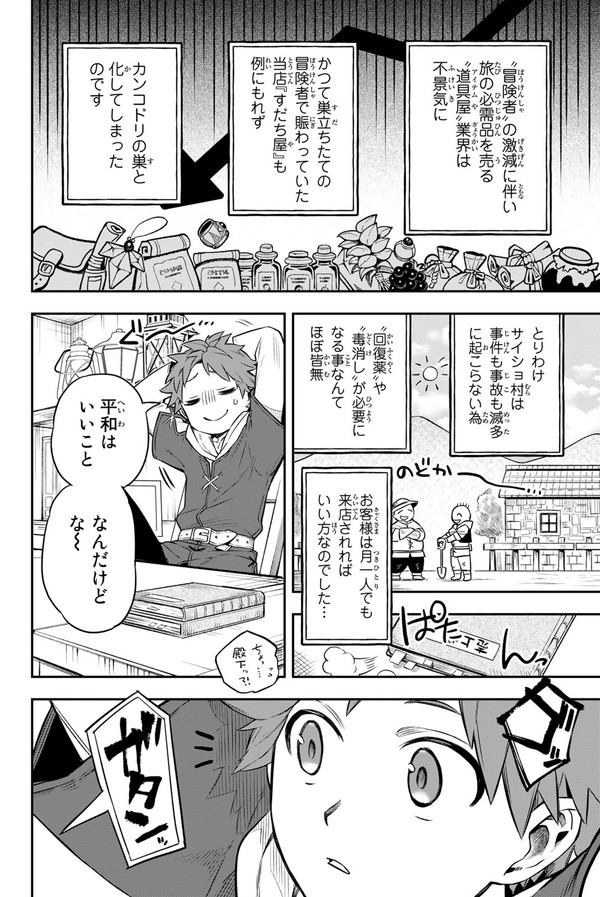 〝冒険者〟の激減に伴い
旅の必需品を売る
〝道具屋〟業界は
不景気に
かつて巣立ちたての
冒険者で賑わっていた
当店『すだち屋』も
例にもれず
カンコドリの巣と
化してしまった
のです
とりわけ
サイショ村は
事件も事故も滅多
に起こらない為
〝回復薬〟や
〝毒消し〟が必要に
なる事なんて
ほぼ皆無
のどか
お客様は月一人でも
来店されれば
いい方なのでした…
ぱたん
平和は
いいこと
なんだけど
な〜
ちょっ…
殿下って!?
ガタン